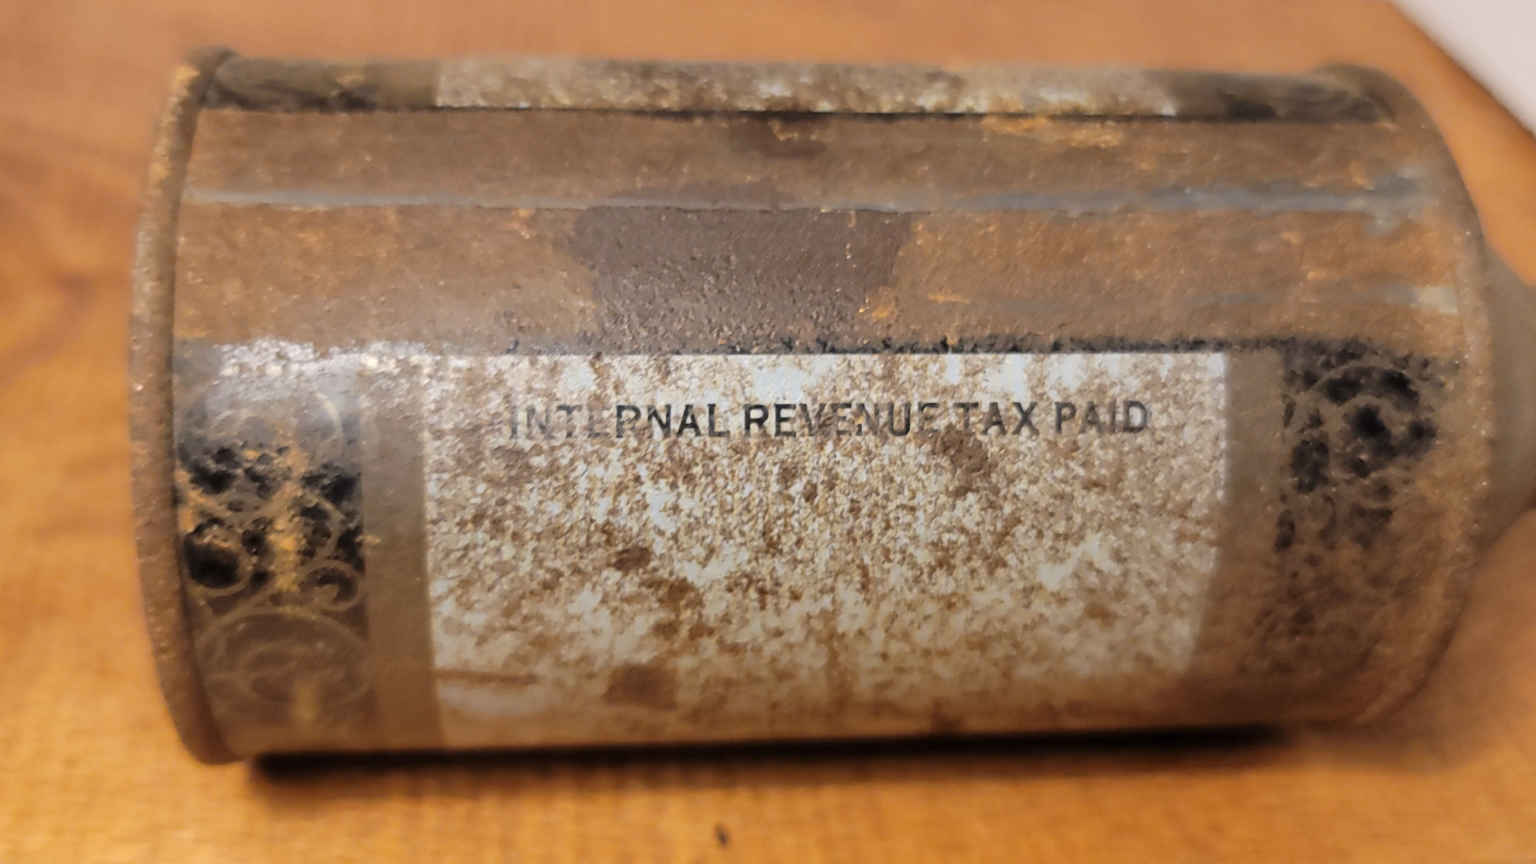 INTERNAL REVENUE TAX PAID